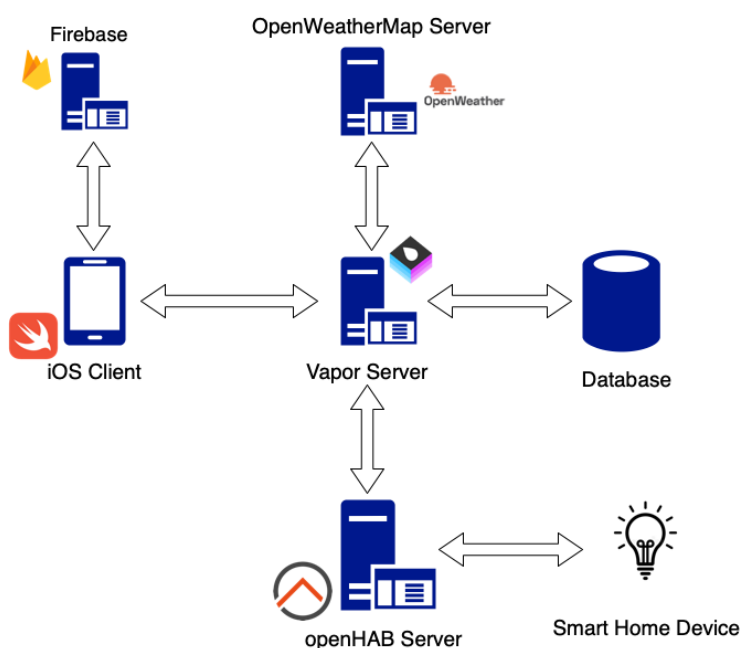 Firebase
OpenWeatherMap Server
OpenWeather
iOS Client
Vapor Server
Database
openHAB Server
Smart Home Device